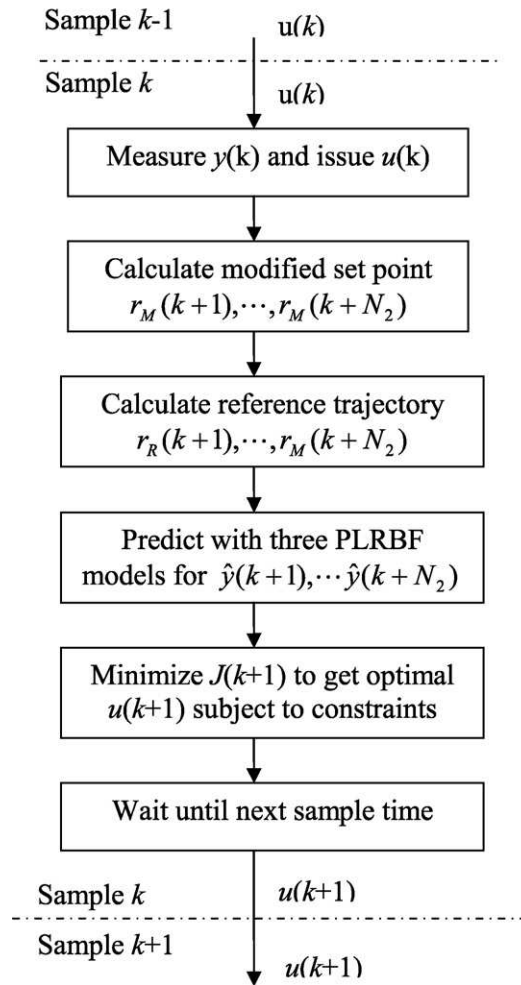 Sample k-1
u(k)
Sample k
u(k)
Measure y(k) and issue u(k)
Calculate modified set point
r_M(k+1),⋯,r_M(k+N_2)
Calculate reference trajectory
r_R(k+1),⋯,r_M(k+N_2)
Predict with three PLRBF
models for ŷ(k+1),⋯ŷ(k+N_2)
Minimize J(k+1) to get optimal
u(k+1) subject to constraints
Wait until next sample time
Sample k
u(k+1)
Sample k+1
u(k+1)